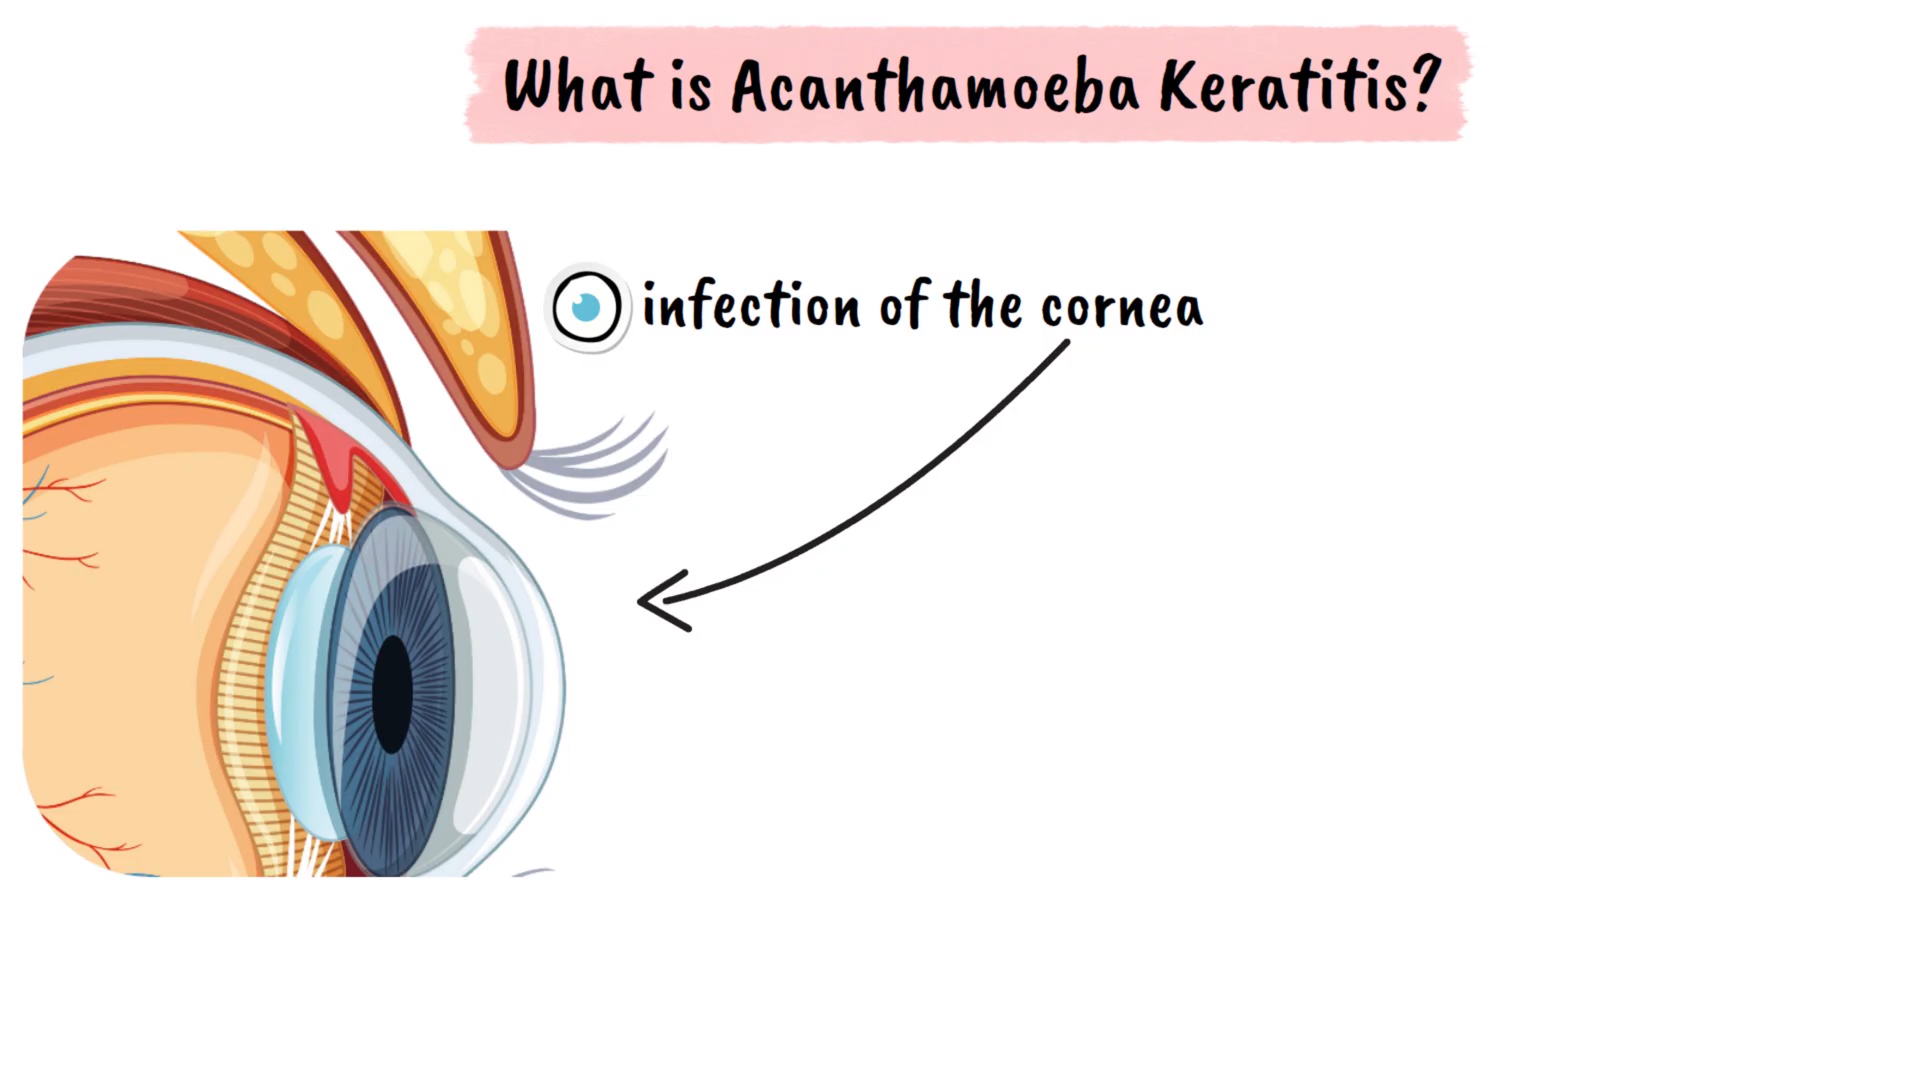 What is Acanthamoeba Keratitis?
infection of the cornea